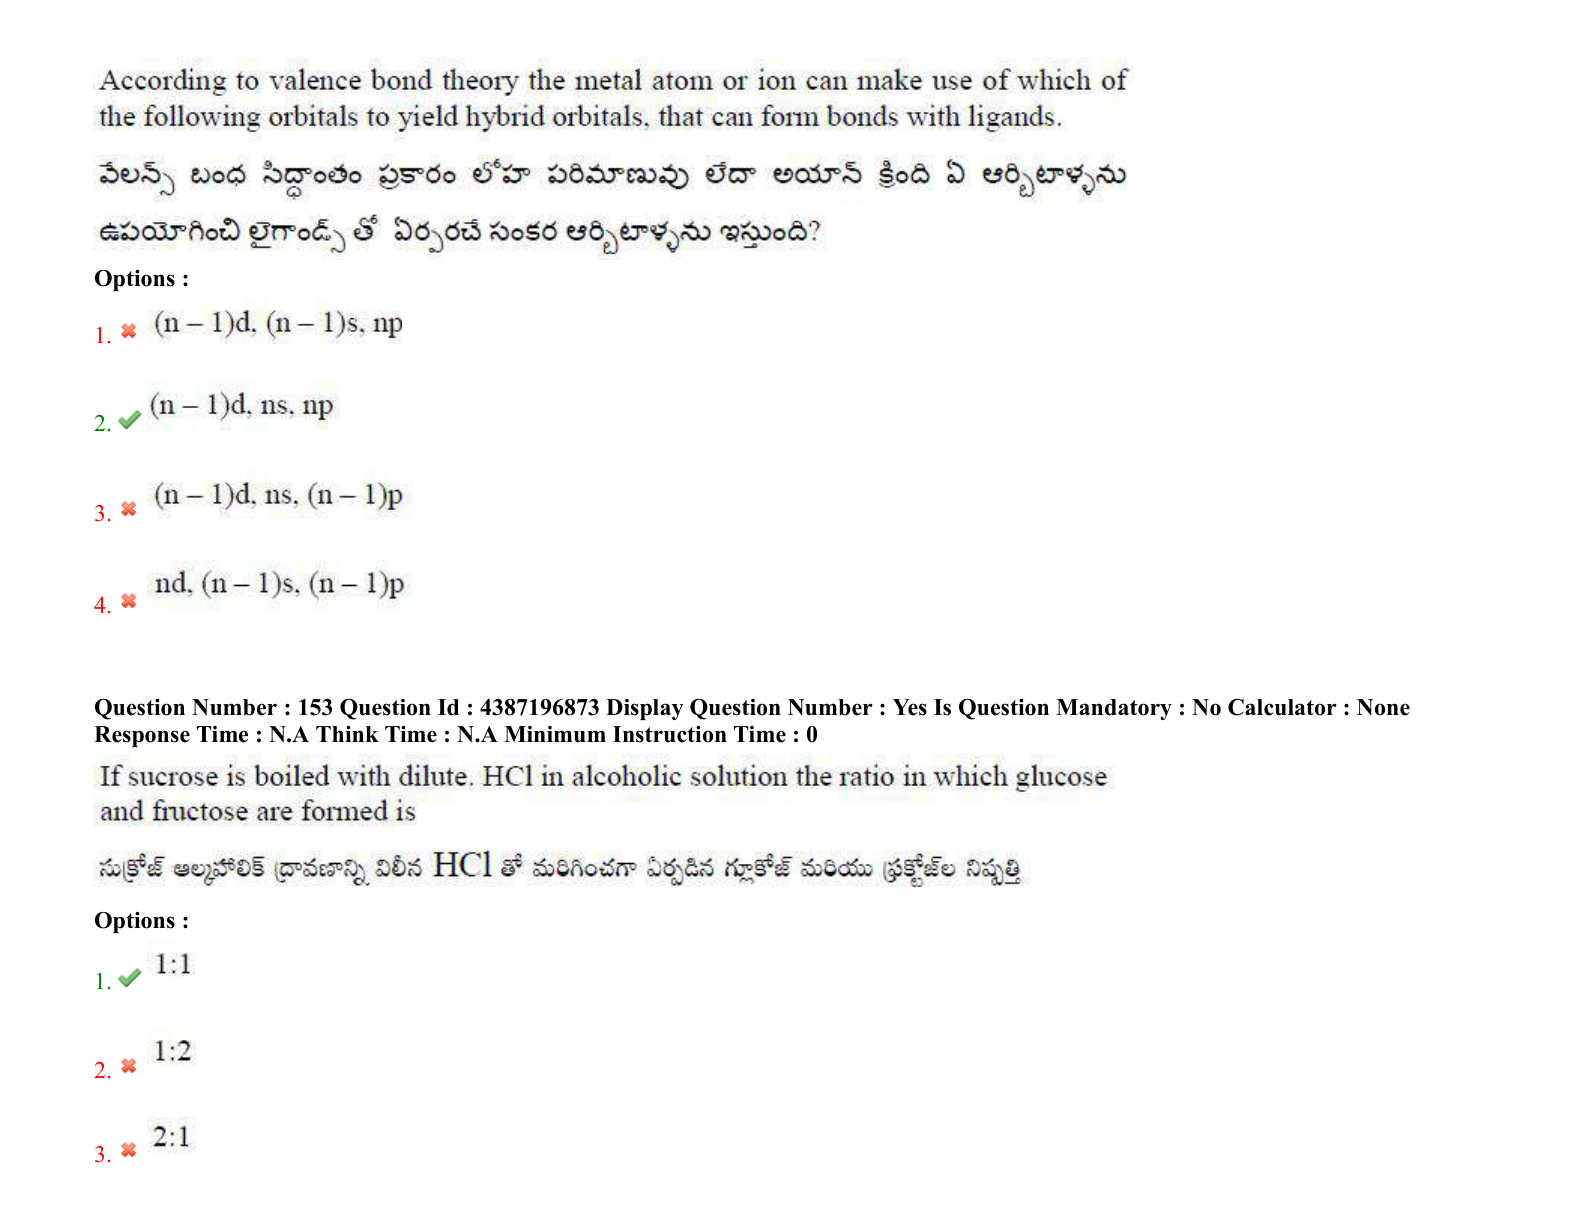 According to valence bond theory the metal atom or ion can make use of which of
the following orbitals to yield hybrid orbitals, that can form bonds with ligands.
వేలన్స్ బంధ సిద్ధాంతం ప్రకారం లోహ పరిమాణువు లేదా అయాన్ క్రింది ఏ ఆర్బిటాళ్ళను
ఉపయోగించి లైగాండ్స్ తో ఏర్పరచే సంకర ఆర్బిటాళ్ళను ఇస్తుంది?
Options :
1. (n – 1)d, (n – 1)s, np
2. (n – 1)d, ns, np
3. (n – 1)d, ns, (n – 1)p
4. nd, (n – 1)s, (n – 1)p
Question Number : 153 Question Id : 4387196873 Display Question Number : Yes Is Question Mandatory : No Calculator : None
Response Time : N.A Think Time : N.A Minimum Instruction Time : 0
If sucrose is boiled with dilute. HCl in alcoholic solution the ratio in which glucose
and fructose are formed is
సుక్రోజ్ ఆల్కహాలిక్ ద్రావణాన్ని విలీన HCl తో మరిగించగా ఏర్పడిన గ్లూకోజ్ మరియు ఫ్రక్టోజ్‌ల నిష్పత్తి
Options :
1. 1:1
2. 1:2
3. 2:1